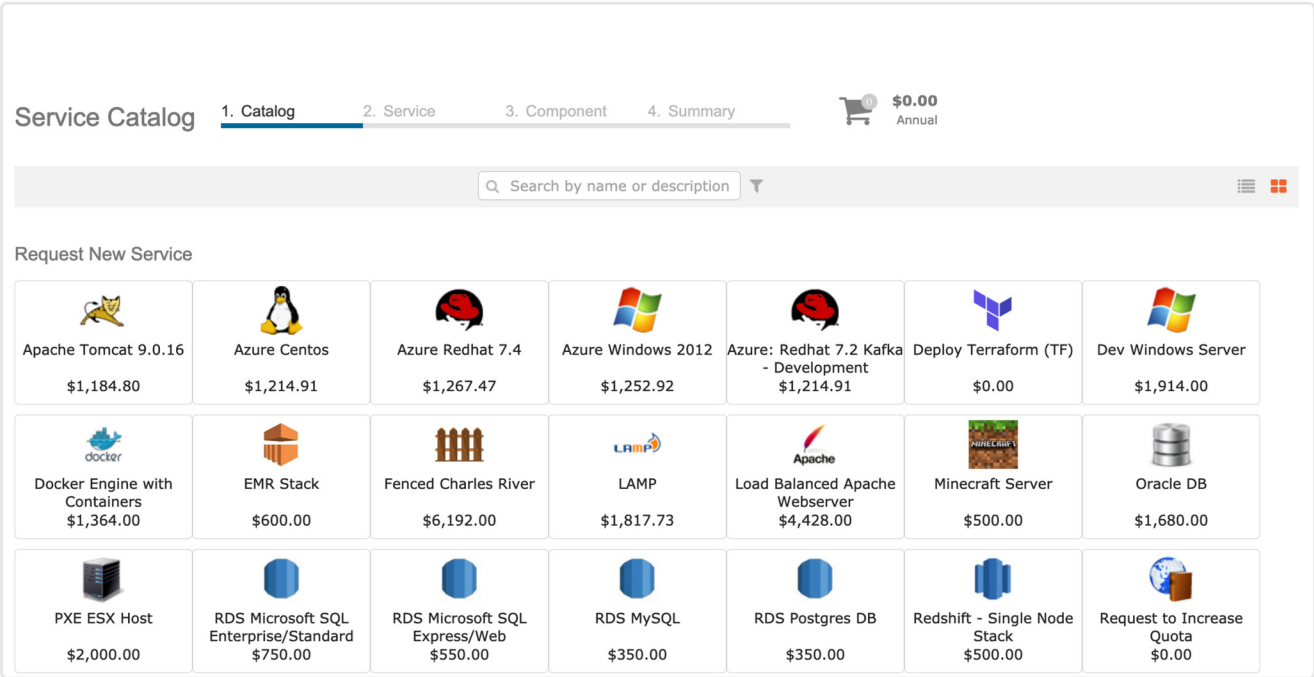 Service Catalog
1. Catalog
2. Service
3. Component
4. Summary
0
$0.00
Annual
Search by name or description
Request New Service
Apache Tomcat 9.0.16
$1,184.80
Azure Centos
$1,214.91
Azure Redhat 7.4
$1,267.47
Azure Windows 2012
$1,252.92
Azure: Redhat 7.2 Kafka
- Development
$1,214.91
Deploy Terraform (TF)
$0.00
Dev Windows Server
$1,914.00
docker
Docker Engine with
Containers
$1,364.00
EMR Stack
$600.00
Fenced Charles River
$6,192.00
LAMP
LAMP
$1,817.73
Apache
Load Balanced Apache
Webserver
$4,428.00
MINECRAFT
Minecraft Server
$500.00
Oracle DB
$1,680.00
PXE ESX Host
$2,000.00
RDS Microsoft SQL
Enterprise/Standard
$750.00
RDS Microsoft SQL
Express/Web
$550.00
RDS MySQL
$350.00
RDS Postgres DB
$350.00
Redshift - Single Node
Stack
$500.00
Request to Increase
Quota
$0.00